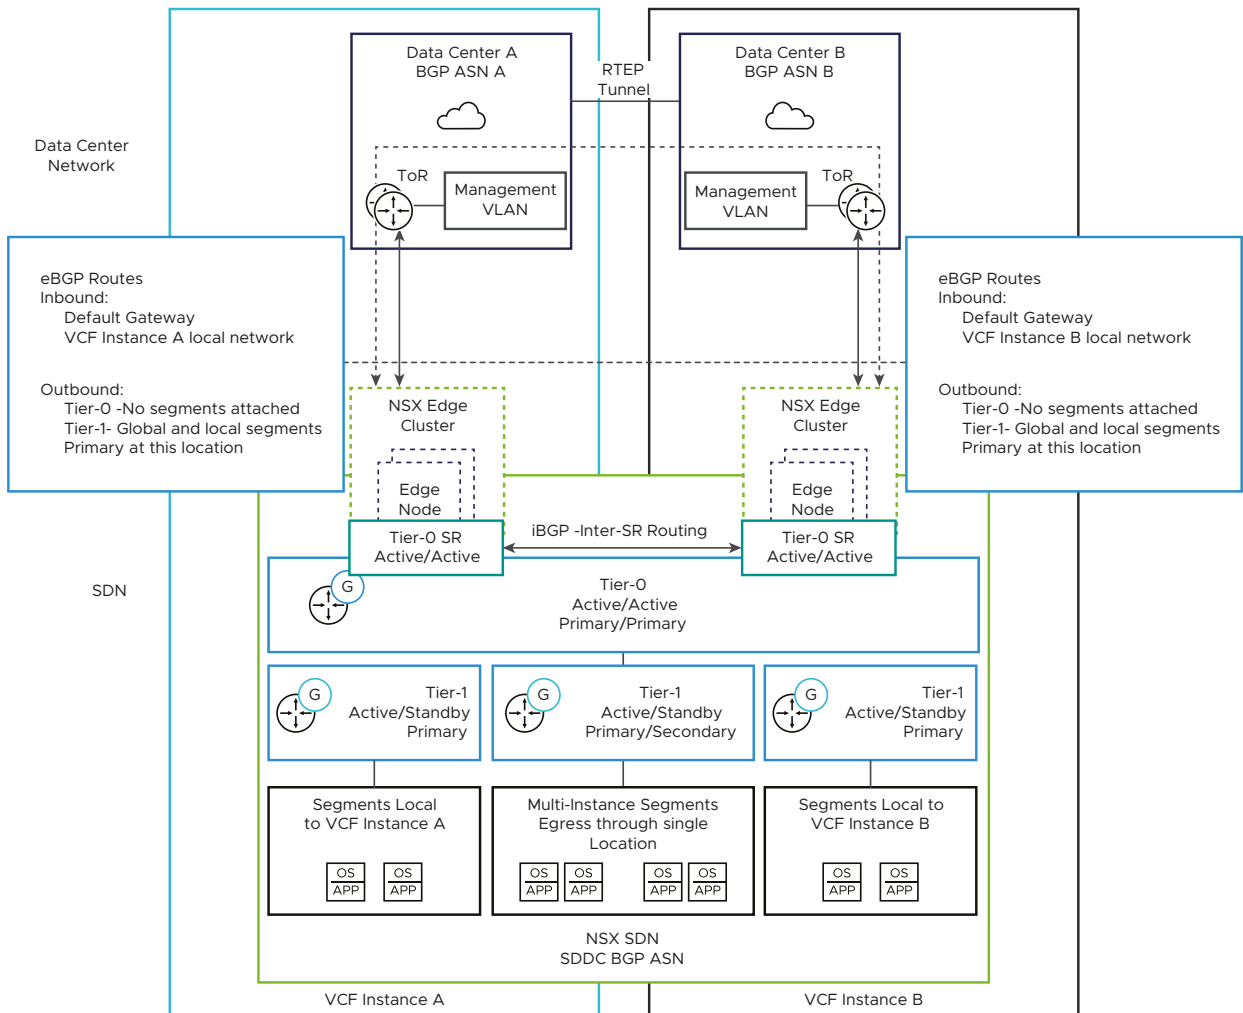 Data Center A
BGP ASN A
RTEP
Tunnel
Data Center B
BGP ASN B
Data Center
Network
ToR
Management
VLAN
Management
VLAN
ToR
eBGP Routes
Inbound:
Default Gateway
VCF Instance A local network
Outbound:
Tier-0 -No segments attached
Tier-1- Global and local segments
Primary at this location
eBGP Routes
Inbound:
Default Gateway
VCF Instance B local network
Outbound:
Tier-0 -No segments attached
Tier-1- Global and local segments
Primary at this location
NSX Edge
Cluster
Edge
Node
NSX Edge
Cluster
Edge
Node
Tier-0 SR
Active/Active
iBGP -Inter-SR Routing
Tier-0 SR
Active/Active
SDN
G
Tier-0
Active/Active
Primary/Primary
G
Tier-1
Active/Standby
Primary
G
Tier-1
Active/Standby
Primary/Secondary
G
Tier-1
Active/Standby
Primary
Segments Local
to VCF Instance A
OS
APP
OS
APP
Multi-Instance Segments
Egress through single
Location
OS
APP
OS
APP
OS
APP
OS
APP
Segments Local to
VCF Instance B
OS
APP
OS
APP
NSX SDN
SDDC BGP ASN
VCF Instance A
VCF Instance B